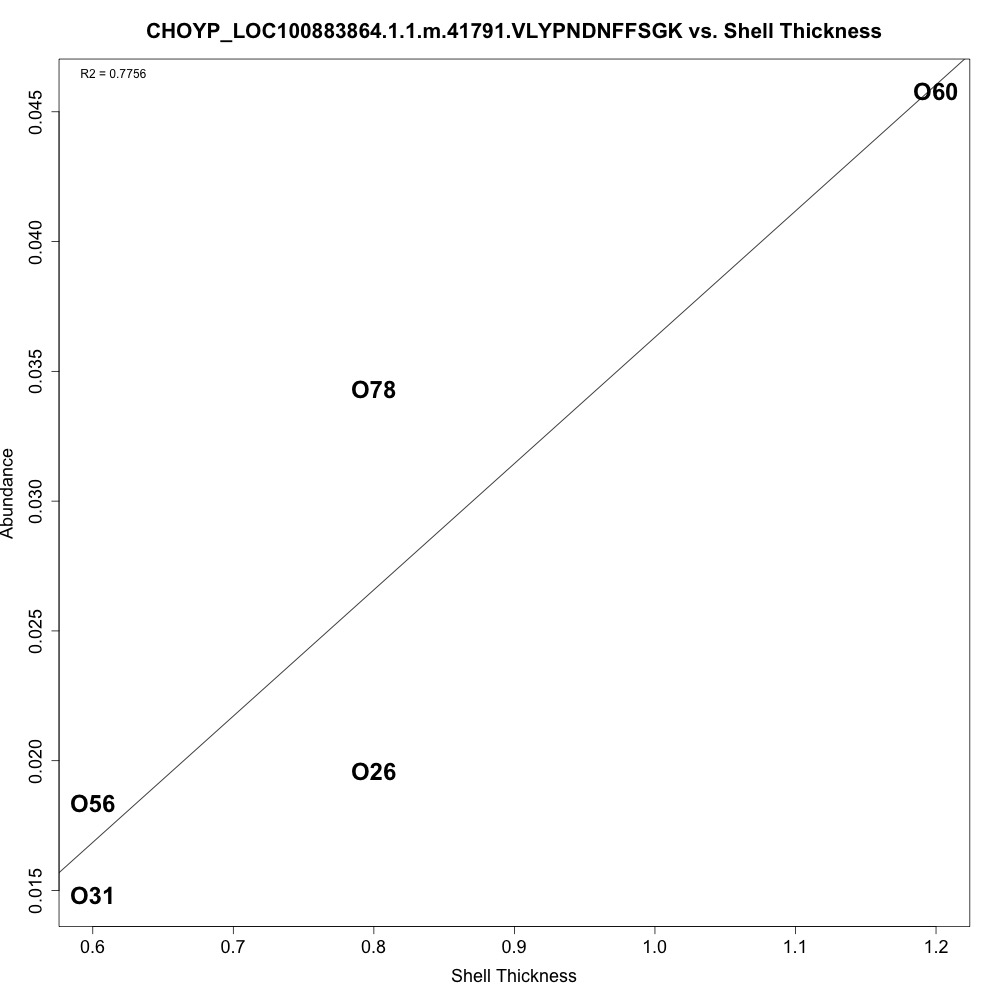 CHOYP_LOC100883864.1.1.m.41791.VLYPNDNFFSGK vs. Shell Thickness
R2 = 0.7756
O60
0.045
0.040
0.035
O78
Abundance
0.030
0.025
0.020
O26
O56
0.015
O31
0.6 0.7 0.8 0.9 1.0 1.1 1.2
Shell Thickness